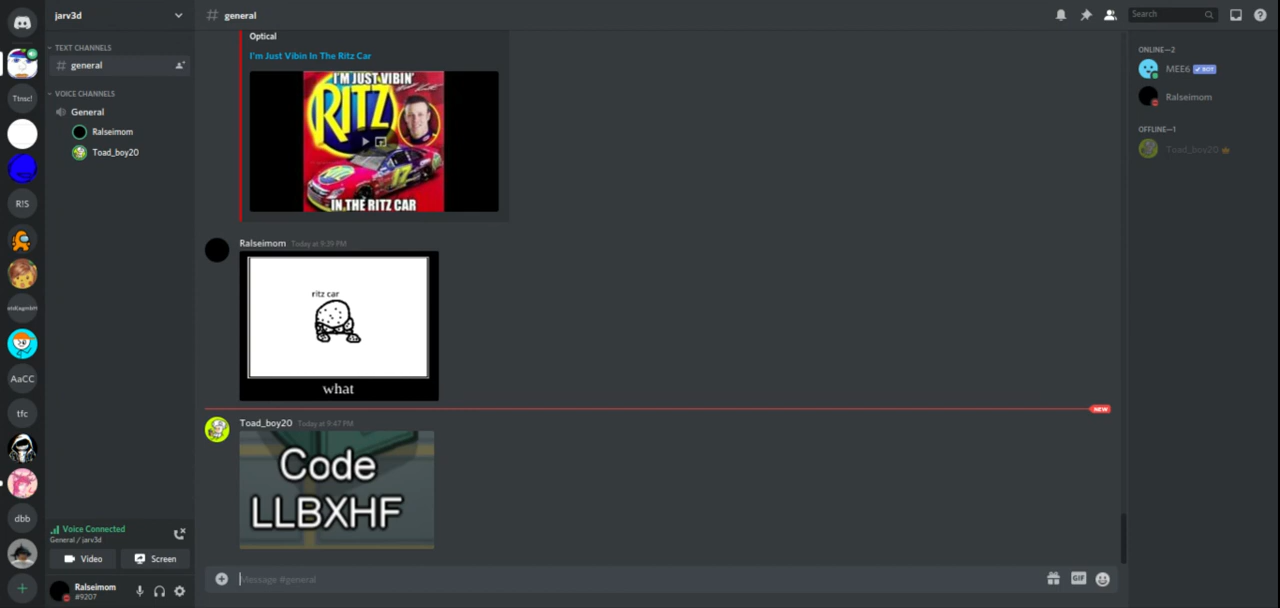 jarv3d
general
Search
TEXT CHANNELS
general
VOICE CHANNELS
General
Ralseimom
Toad_boy20
Ttnsc!
R!S
AaCC
tfc
dbb
Voice Connected
General / jarv3d
Video
Screen
Ralseimom
#9207
Optical
I'm Just Vibin In The Ritz Car
I'M JUST VIBIN'
RITZ
17
IN THE RITZ CAR
Ralseimom Today at 9:39 PM
ritz car
what
NEW
Toad_boy20 Today at 9:47 PM
Code
LLBXHF
Message #general
GIF
ONLINE—2
MEE6 BOT
Ralseimom
OFFLINE—1
Toad_boy20